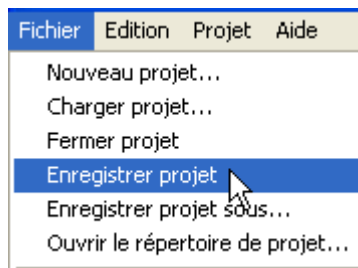 Fichier Edition Projet Aide
Nouveau projet...
Charger projet...
Fermer projet
Enregistrer projet
Enregistrer projet sous...
Ouvrir le répertoire de projet...